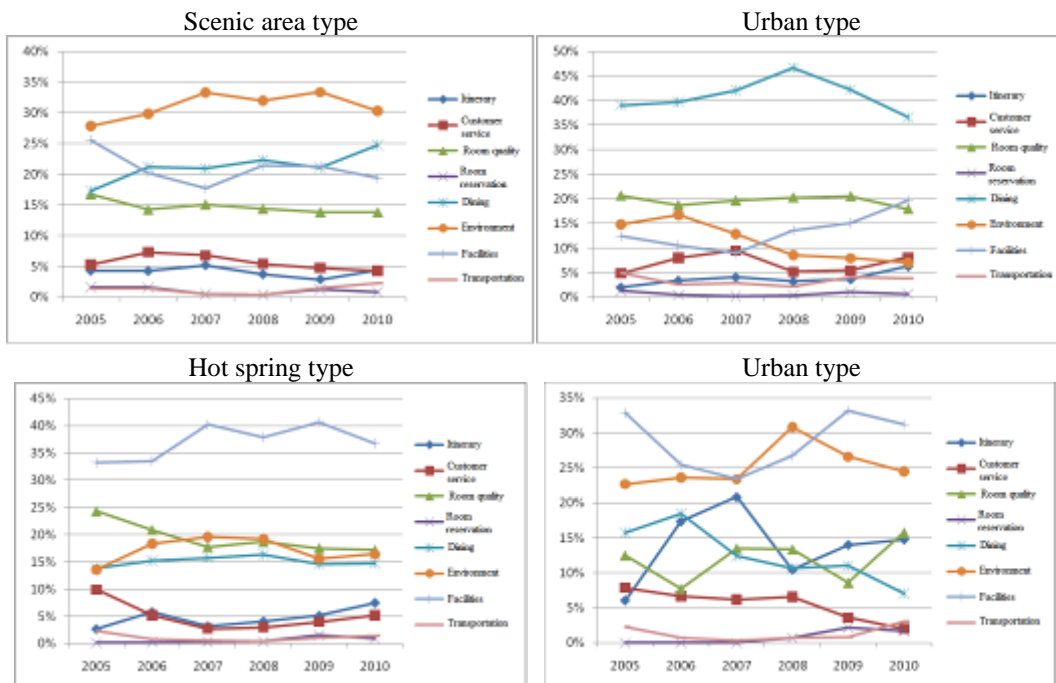 Scenic area type
40%
35%
30%
25%
20%
15%
10%
5%
0%
2005 2006 2007 2008 2009 2010
Itinerary
Customer
service
Room quality
Room
reservation
Dining
Environment
Facilities
Transportation
Urban type
50%
45%
40%
35%
30%
25%
20%
15%
10%
5%
0%
2005 2006 2007 2008 2009 2010
Itinerary
Customer
service
Room quality
Room
reservation
Dining
Environment
Facilities
Transportation
Hot spring type
45%
40%
35%
30%
25%
20%
15%
10%
5%
0%
2005 2006 2007 2008 2009 2010
Itinerary
Customer
service
Room quality
Room
reservation
Dining
Environment
Facilities
Transportation
Urban type
35%
30%
25%
20%
15%
10%
5%
0%
2005 2006 2007 2008 2009 2010
Itinerary
Customer
service
Room quality
Room
reservation
Dining
Environment
Facilities
Transportation